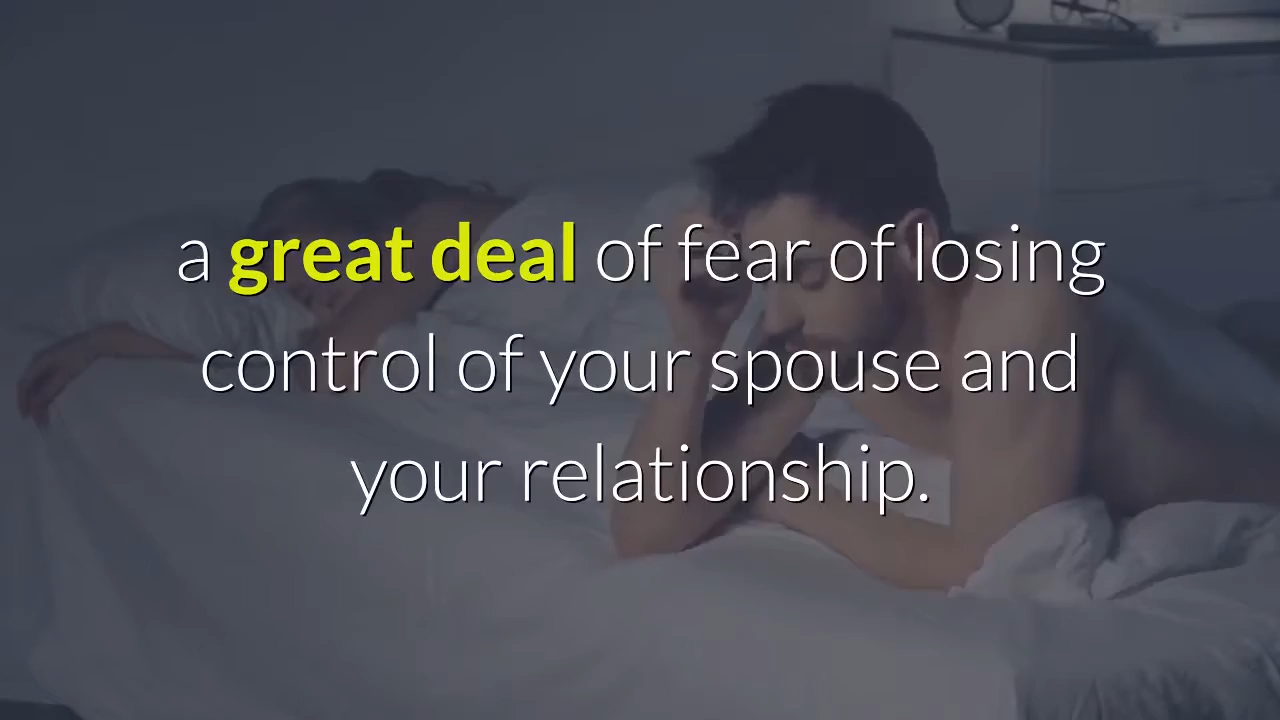 a great deal of fear of losing
control of your spouse and
your relationship.